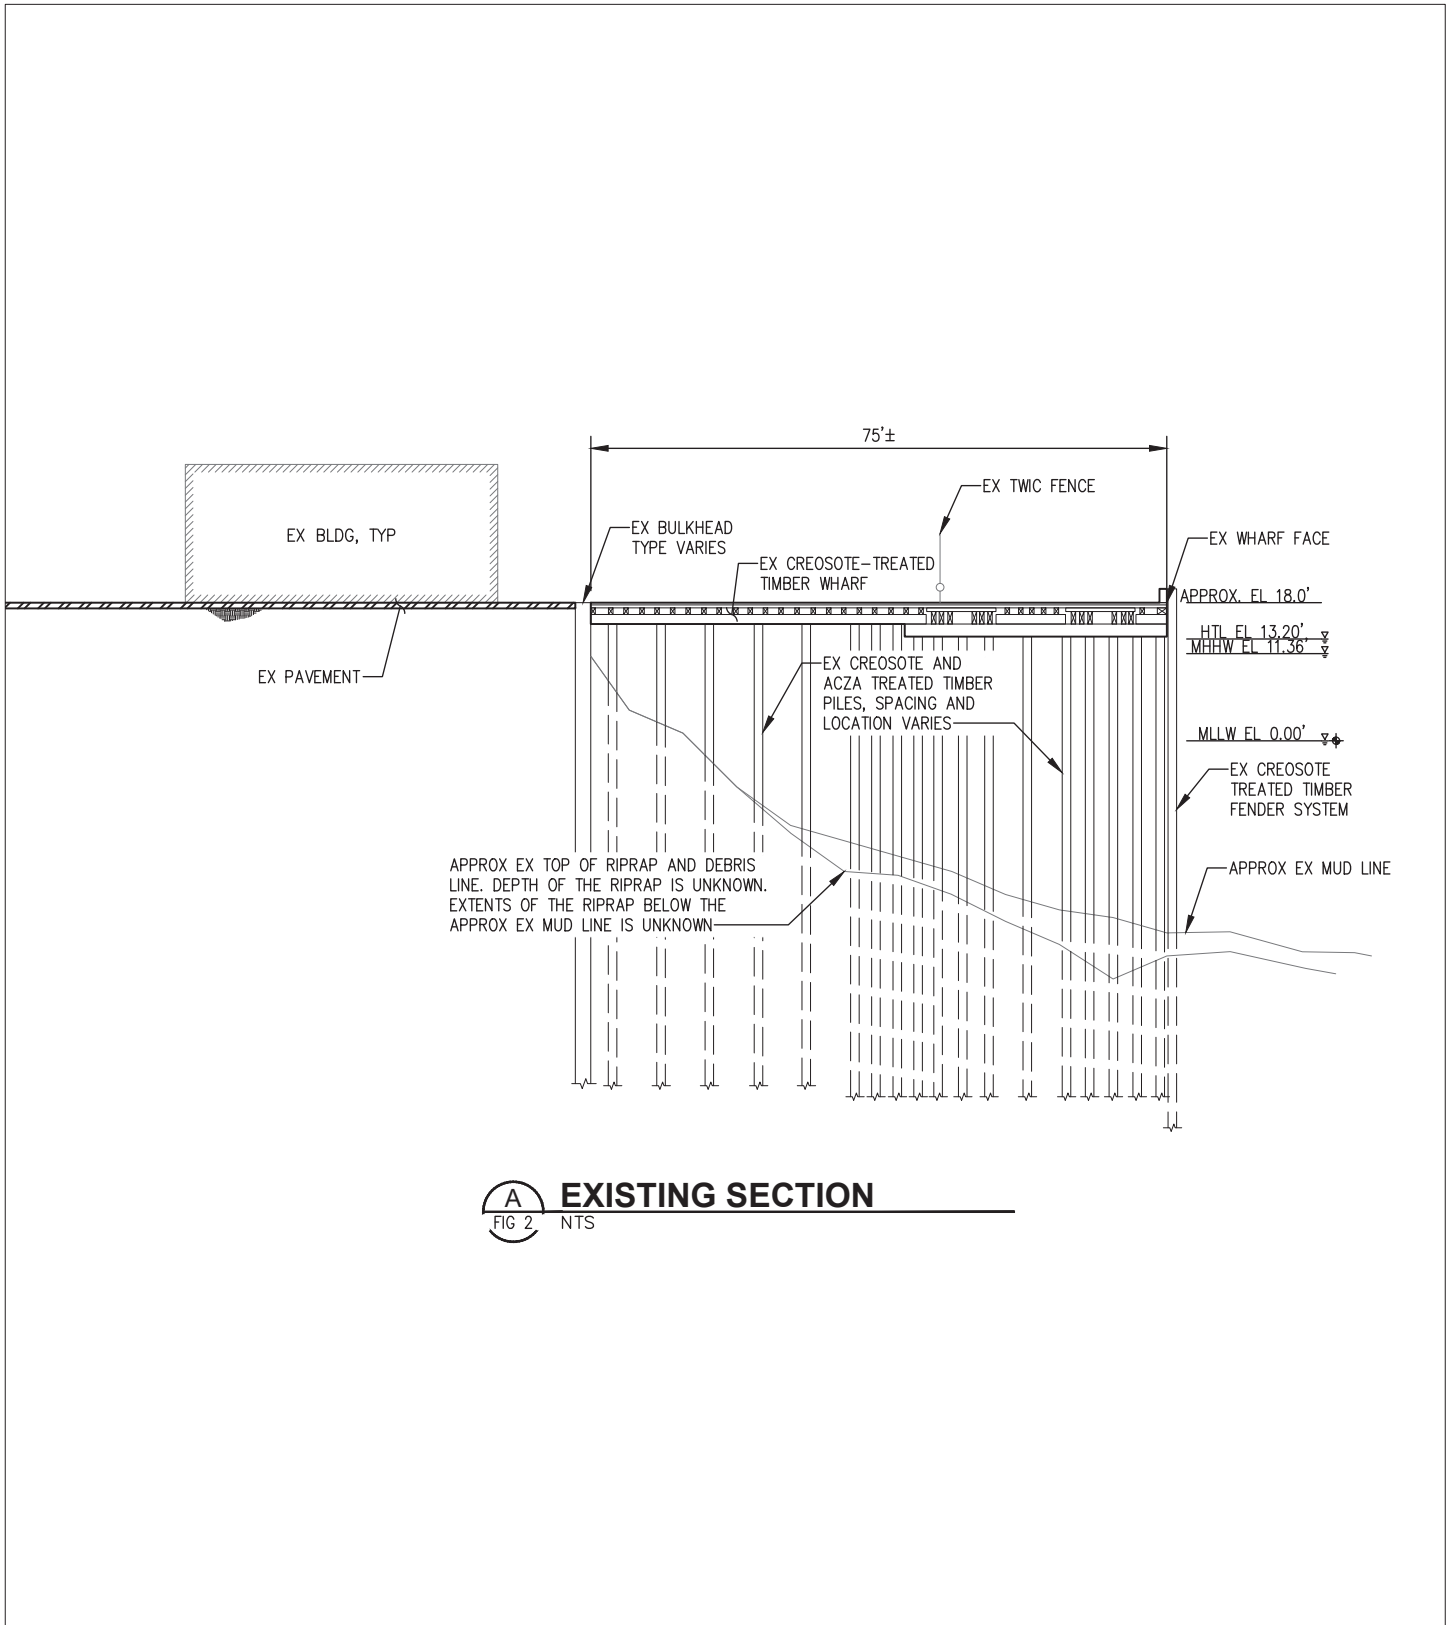 75'±
EX TWIC FENCE
EX BULKHEAD
TYPE VARIES
EX BLDG, TYP
EX WHARF FACE
EX CREOSOTE-TREATED
TIMBER WHARF
APPROX. EL 18.0'
HTL EL 13.20'
MHHW EL 11.36'
EX PAVEMENT
EX CREOSOTE AND
ACZA TREATED TIMBER
PILES, SPACING AND
LOCATION VARIES
MLLW EL 0.00'
EX CREOSOTE
TREATED TIMBER
FENDER SYSTEM
APPROX EX TOP OF RIPRAP AND DEBRIS
LINE. DEPTH OF THE RIPRAP IS UNKNOWN.
EXTENTS OF THE RIPRAP BELOW THE
APPROX EX MUD LINE IS UNKNOWN
APPROX EX MUD LINE
A
FIG 2
EXISTING SECTION
NTS